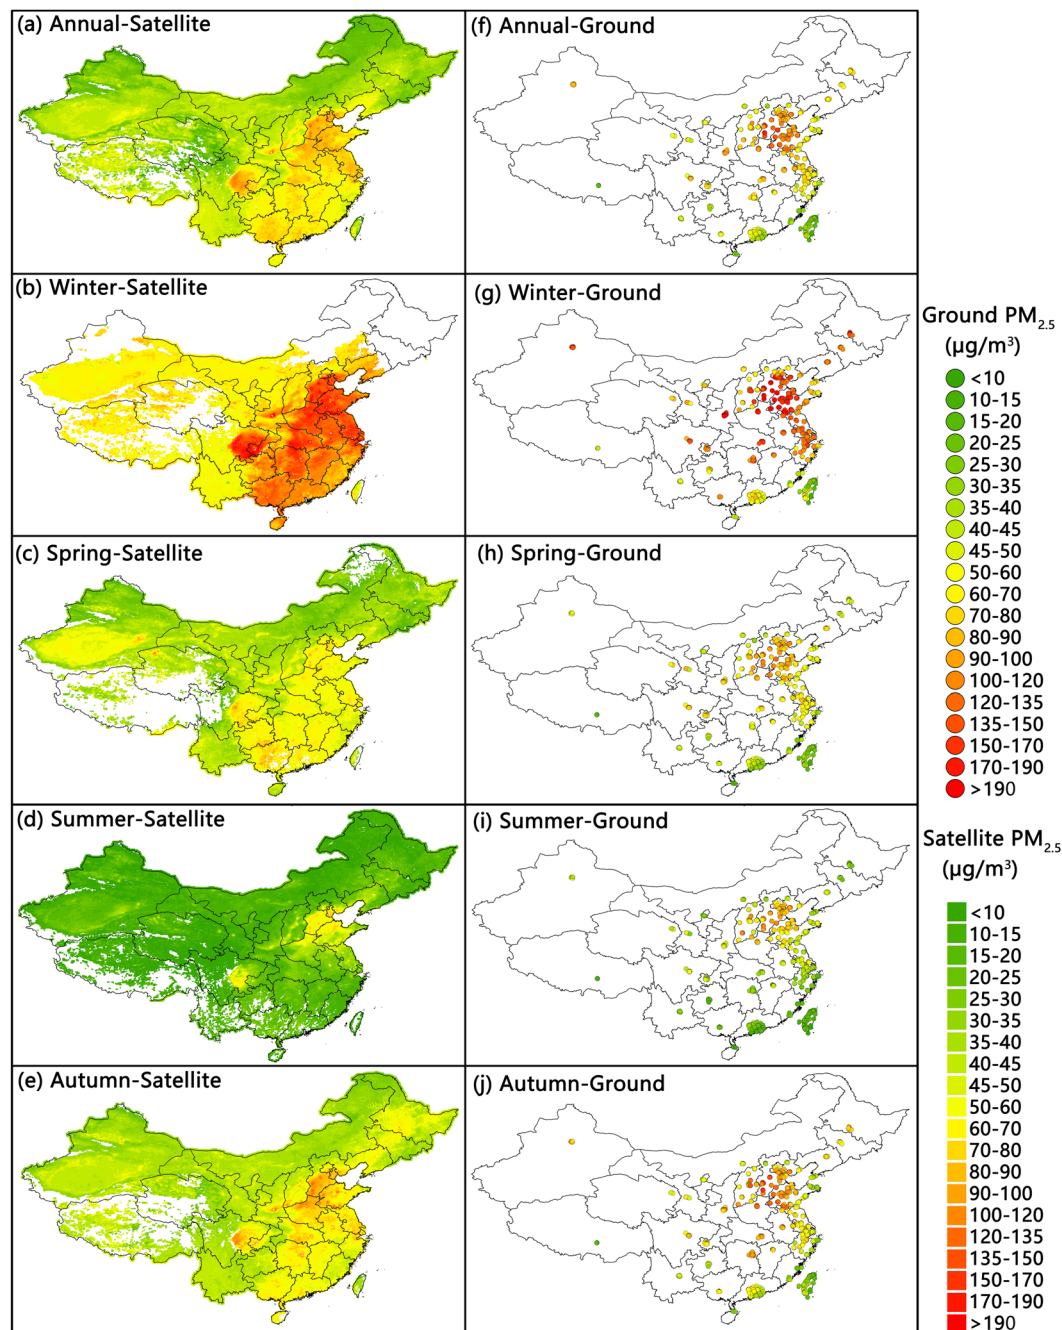 (a) Annual-Satellite
(f) Annual-Ground
(b) Winter-Satellite
(g) Winter-Ground
(c) Spring-Satellite
(h) Spring-Ground
(d) Summer-Satellite
(i) Summer-Ground
(e) Autumn-Satellite
(j) Autumn-Ground
Ground PM2.5
(μg/m³)
<10
10-15
15-20
20-25
25-30
30-35
35-40
40-45
45-50
50-60
60-70
70-80
80-90
90-100
100-120
120-135
135-150
150-170
170-190
>190
Satellite PM2.5
(μg/m³)
<10
10-15
15-20
20-25
25-30
30-35
35-40
40-45
45-50
50-60
60-70
70-80
80-90
90-100
100-120
120-135
135-150
150-170
170-190
>190